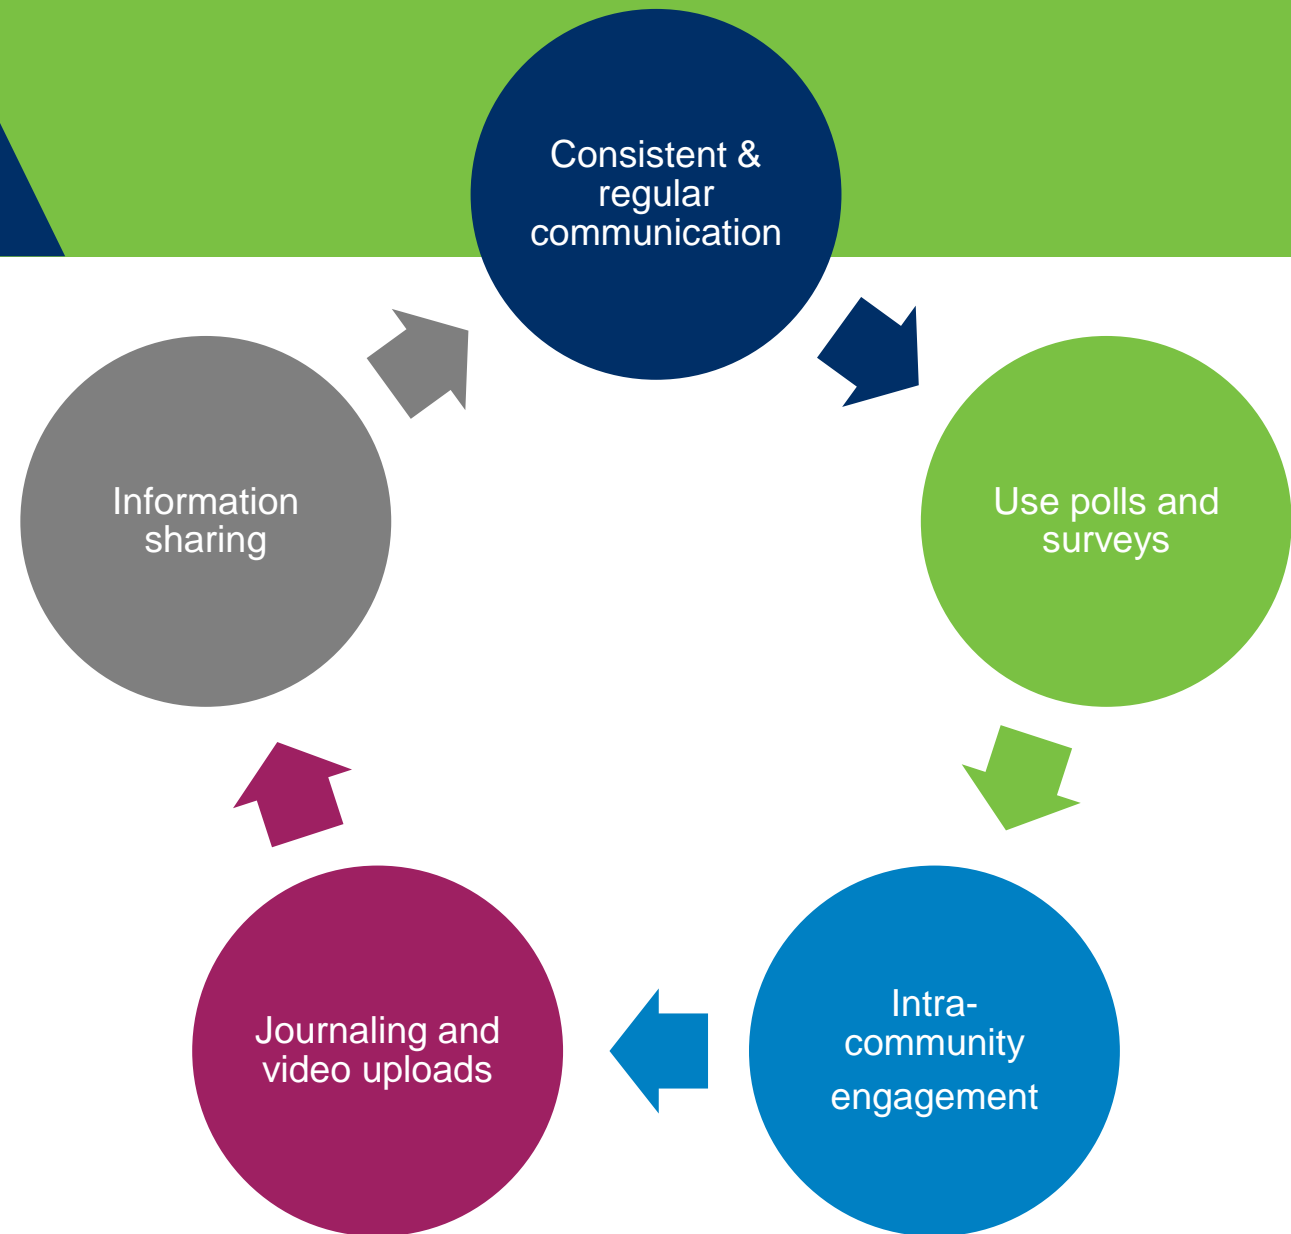 Consistent &
regular
communication
Use polls and
surveys
Intra-
community
engagement
Journaling and
video uploads
Information
sharing